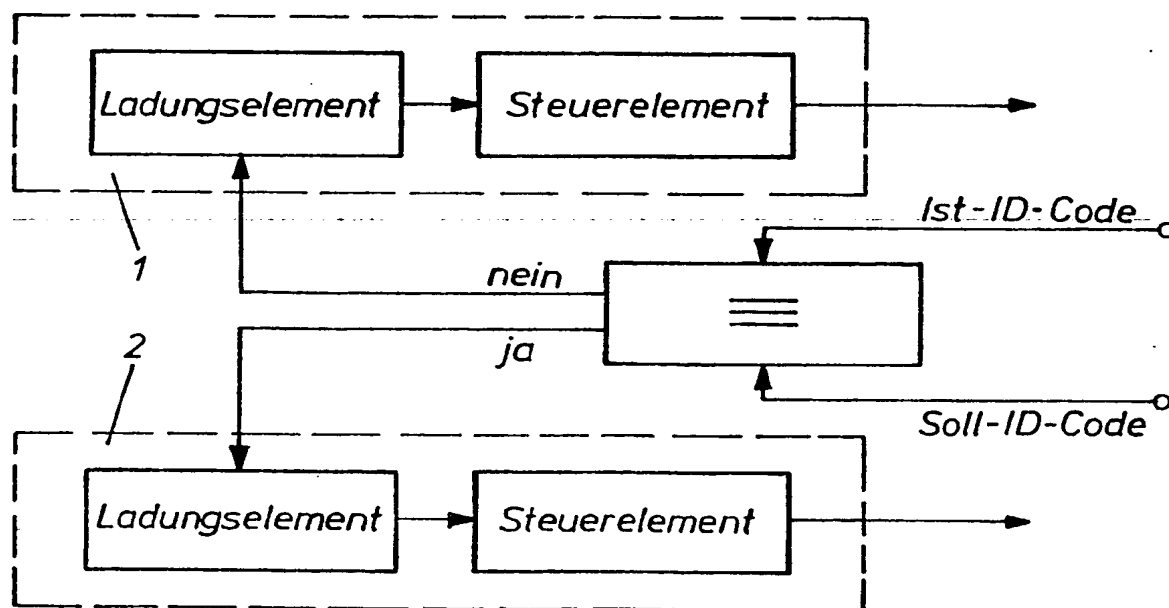 Ladungselement
Steuerelement
Ist-ID-Code
1
nein
2
ja
Soll-ID-Code
Ladungselement
Steuerelement